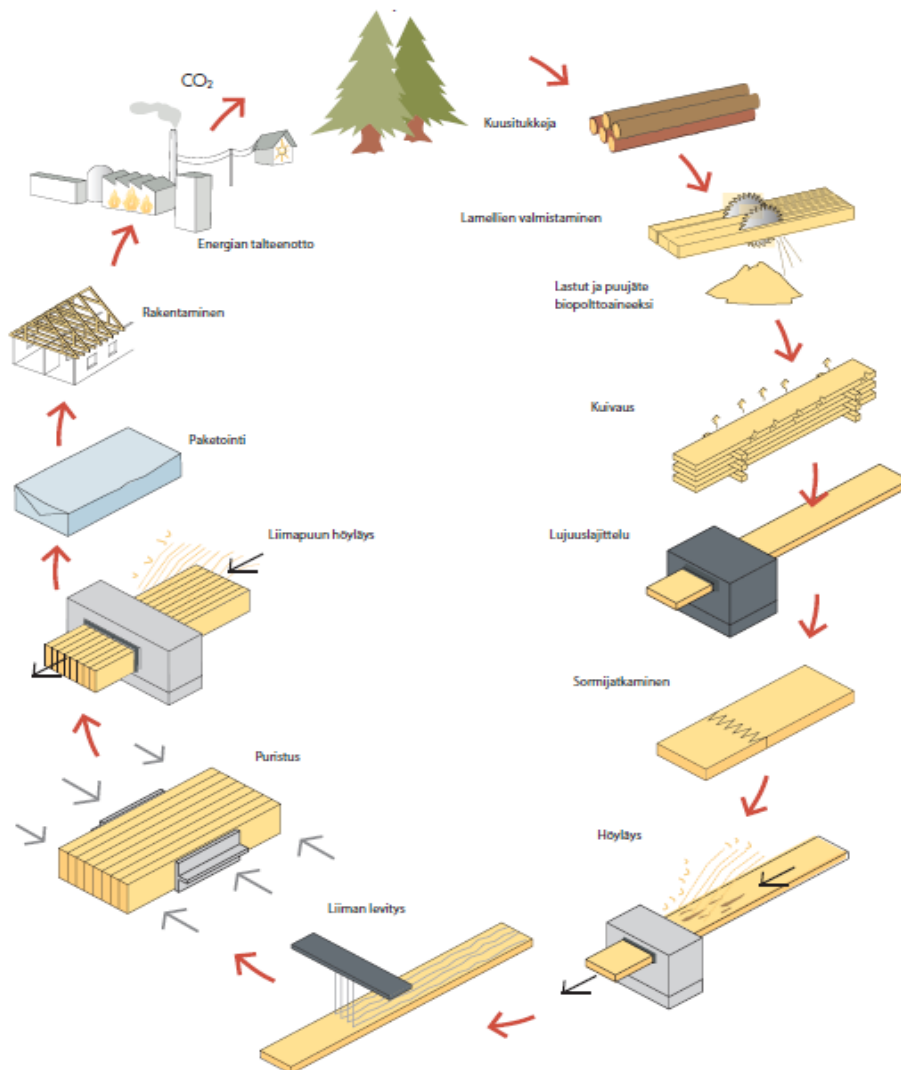 CO₂
Kuusitukkeja
Lamellien valmistaminen
Energian talteenotto
Lastut ja puujäte
biopolttoaineeksi
Rakentaminen
Kuivaus
Paketointi
Liimapuun höyläys
Lujuuslajittelu
Sormijatkaminen
Puristus
Höyläys
Liiman levitys